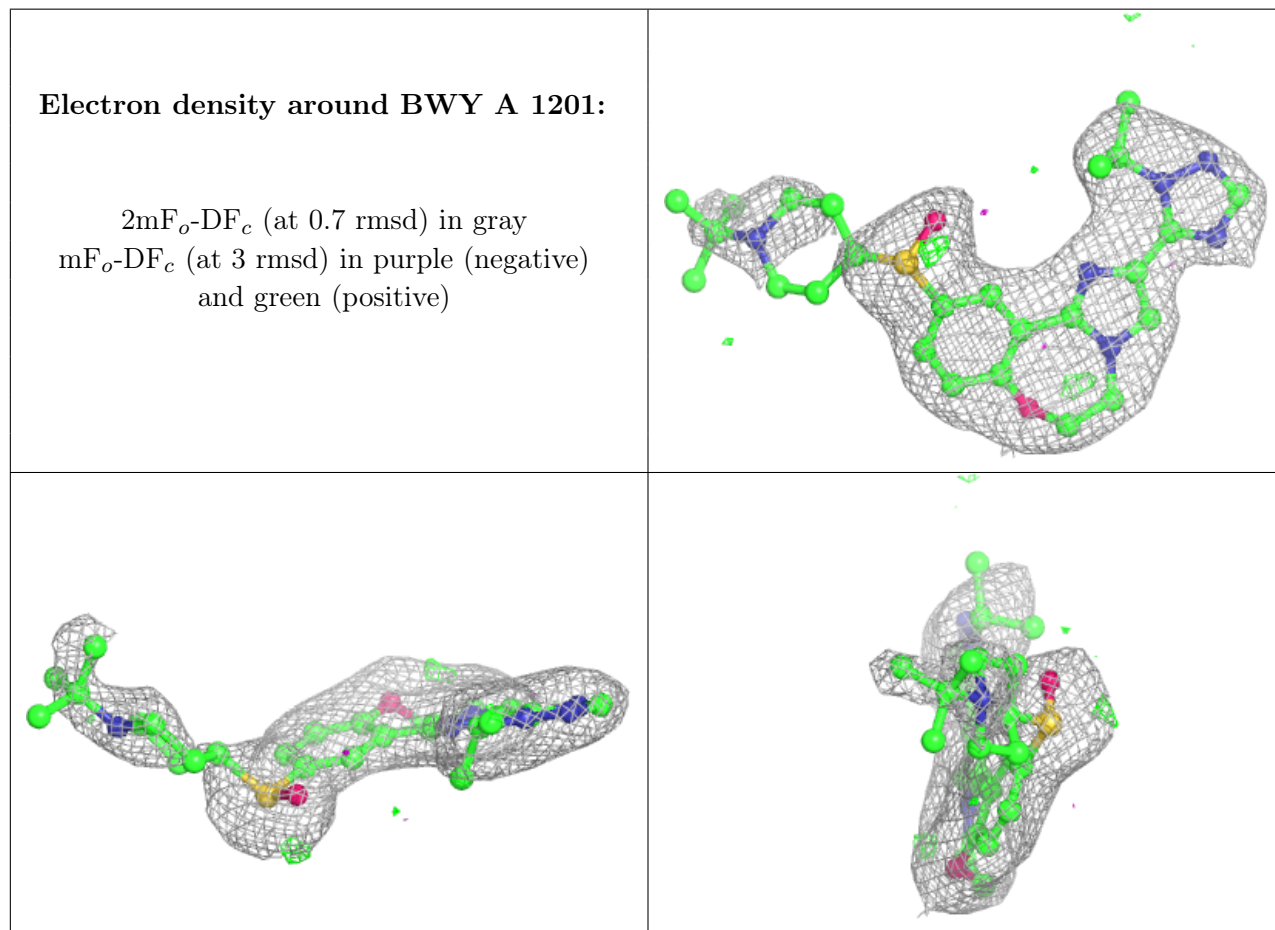 Electron density around BWY A 1201:
2mFo-DFc (at 0.7 rmsd) in gray
mFo-DFc (at 3 rmsd) in purple (negative)
and green (positive)